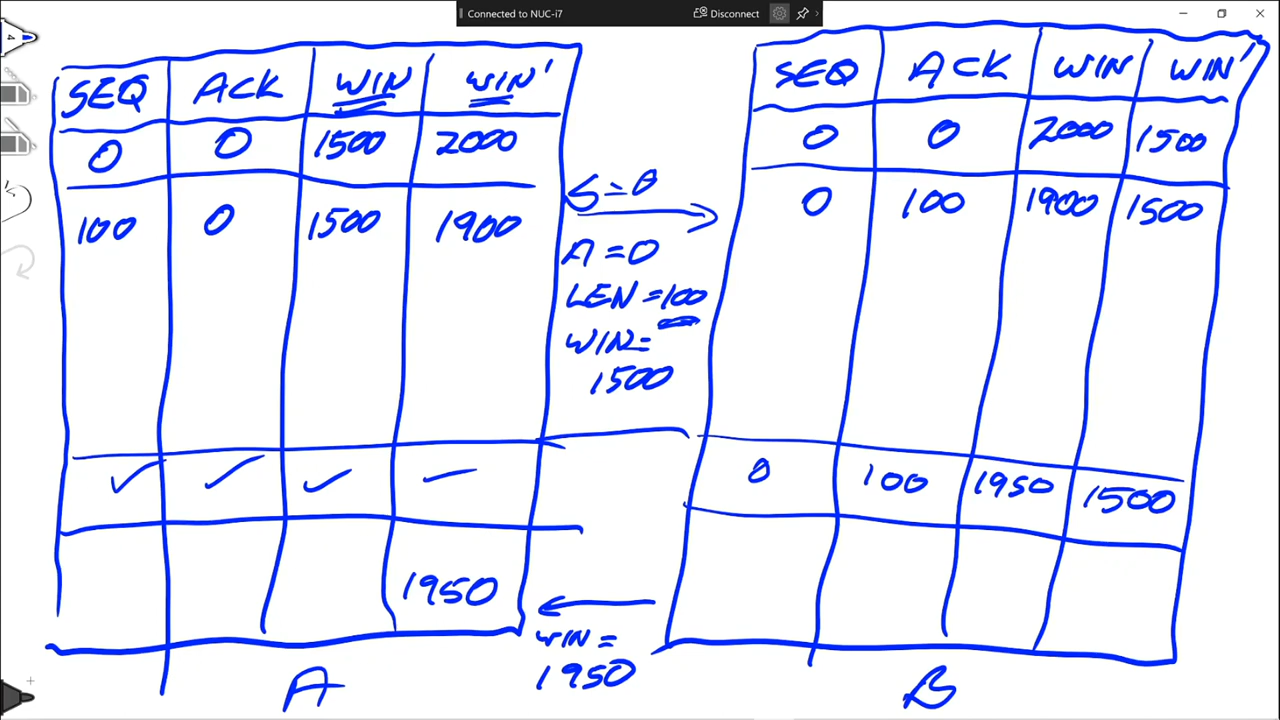 Connected to NUC-i7 Disconnect
SEQ ACK WIN WIN'
0 0 1500 2000
100 0 1500 1900
✓ ✓ ✓ —
1950
A
S=0
A=0
LEN=100
WIN=
1500
WIN=
1950
SEQ ACK WIN WIN'
0 0 2000 1500
0 100 1900 1500
0 100 1950 1500
B